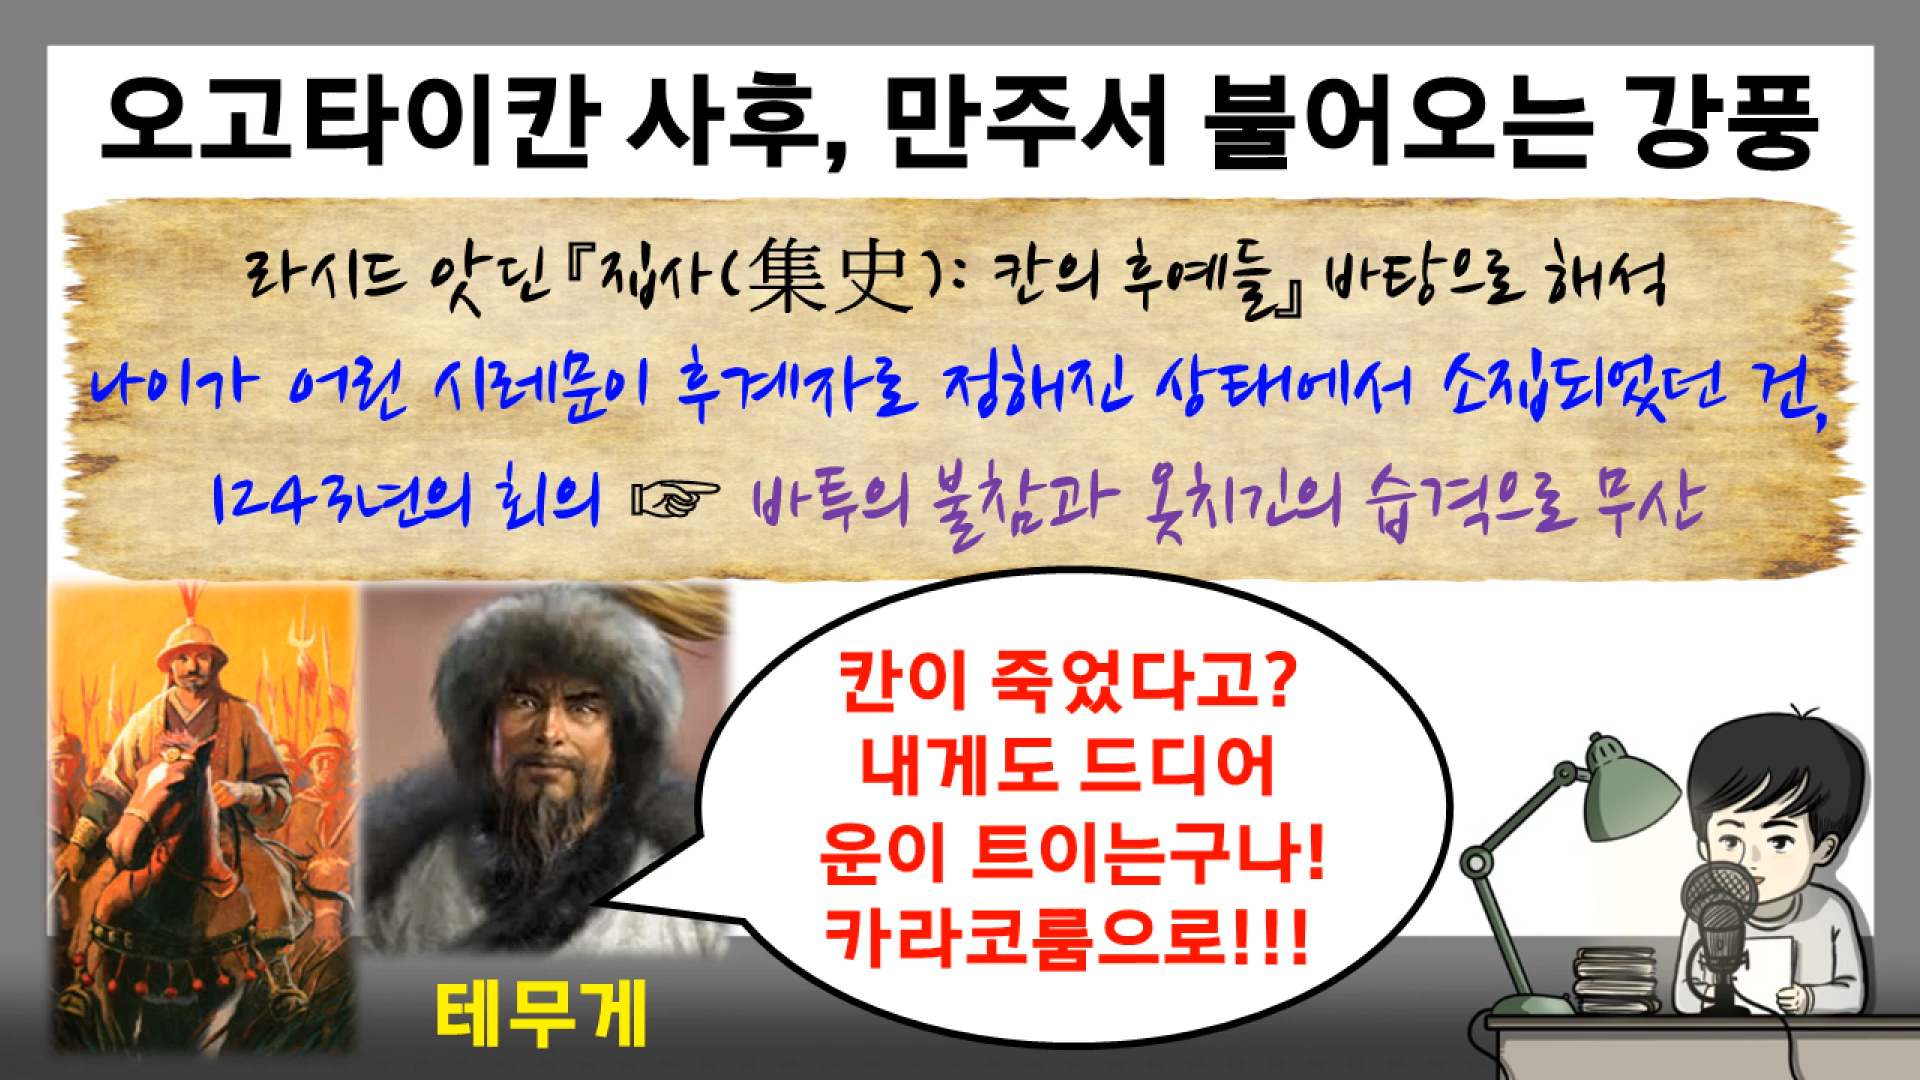 오고타이칸 사후, 만주서 불어오는 강풍
라시드 앗딘 『집사(集史): 칸의 후예들』 바탕으로 해석
나이가 어린 시레문이 후계자로 정해진 상태에서 소집되었던 건,
1243년의 회의 ☞ 바투의 불참과 옷치긴의 습격으로 무산
칸이 죽었다고?
내게도 드디어
운이 트이는구나!
카라코룸으로!!!
테무게